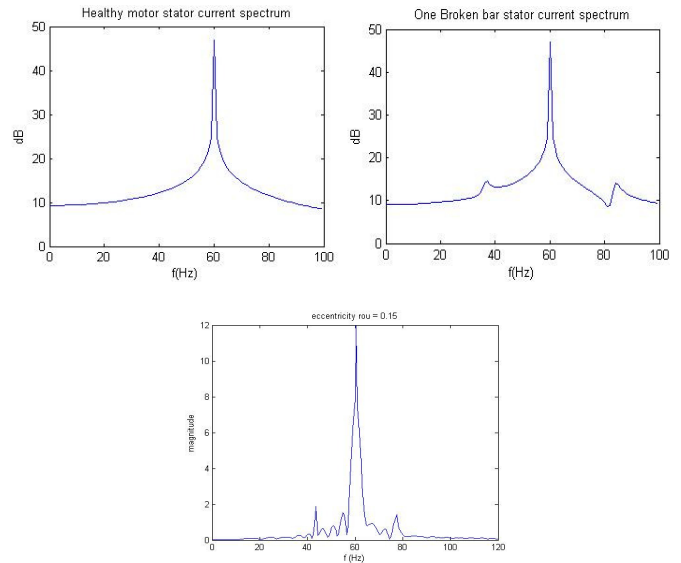 Healthy motor stator current spectrum
50
40
30
20
10
0
dB
0 20 40 60 80 100
f(Hz)
One Broken bar stator current spectrum
50
40
30
20
10
0
dB
0 20 40 60 80 100
f(Hz)
eccentricity rou = 0.15
12
10
8
6
4
2
0
magnitude
0 20 40 60 80 100 120
f (Hz)